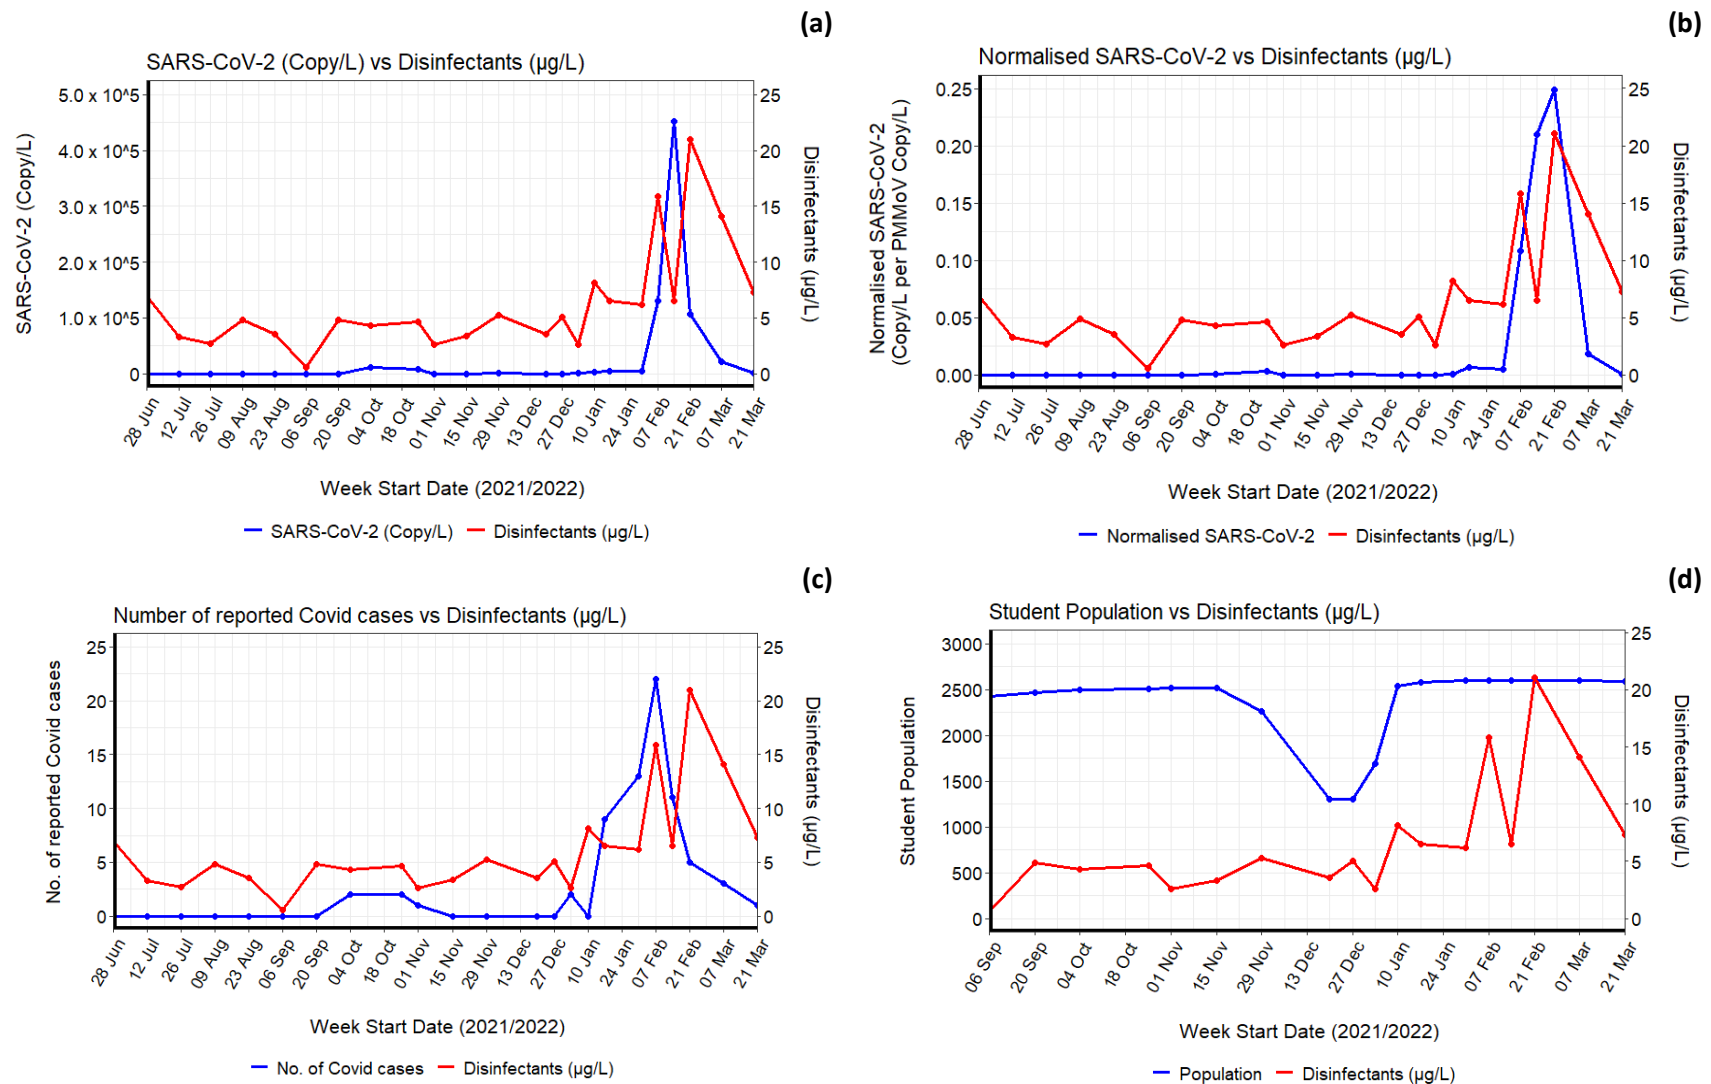 (a)
SARS-CoV-2 (Copy/L) vs Disinfectants (µg/L)
SARS-CoV-2 (Copy/L)
5.0 x 10^5
4.0 x 10^5
3.0 x 10^5
2.0 x 10^5
1.0 x 10^5
0
25
20
15
10
5
0
Disinfectants (µg/L)
28 Jun
12 Jul
26 Jul
09 Aug
23 Aug
06 Sep
20 Sep
04 Oct
18 Oct
01 Nov
15 Nov
29 Nov
13 Dec
27 Dec
10 Jan
24 Jan
07 Feb
21 Feb
07 Mar
21 Mar
Week Start Date (2021/2022)
SARS-CoV-2 (Copy/L) Disinfectants (µg/L)
(b)
Normalised SARS-CoV-2 vs Disinfectants (µg/L)
Normalised SARS-CoV-2
(Copy/L per PMMoV Copy/L)
0.25
0.20
0.15
0.10
0.05
0.00
25
20
15
10
5
0
Disinfectants (µg/L)
28 Jun
12 Jul
26 Jul
09 Aug
23 Aug
06 Sep
20 Sep
04 Oct
18 Oct
01 Nov
15 Nov
29 Nov
13 Dec
27 Dec
10 Jan
24 Jan
07 Feb
21 Feb
07 Mar
21 Mar
Week Start Date (2021/2022)
Normalised SARS-CoV-2 Disinfectants (µg/L)
(c)
Number of reported Covid cases vs Disinfectants (µg/L)
No. of reported Covid cases
25
20
15
10
5
0
25
20
15
10
5
0
Disinfectants (µg/L)
28 Jun
12 Jul
26 Jul
09 Aug
23 Aug
06 Sep
20 Sep
04 Oct
18 Oct
01 Nov
15 Nov
29 Nov
13 Dec
27 Dec
10 Jan
24 Jan
07 Feb
21 Feb
07 Mar
21 Mar
Week Start Date (2021/2022)
No. of Covid cases Disinfectants (µg/L)
(d)
Student Population vs Disinfectants (µg/L)
Student Population
3000
2500
2000
1500
1000
500
0
25
20
15
10
5
0
Disinfectants (µg/L)
06 Sep
20 Sep
04 Oct
18 Oct
01 Nov
15 Nov
29 Nov
13 Dec
27 Dec
10 Jan
24 Jan
07 Feb
21 Feb
07 Mar
21 Mar
Week Start Date (2021/2022)
Population Disinfectants (µg/L)